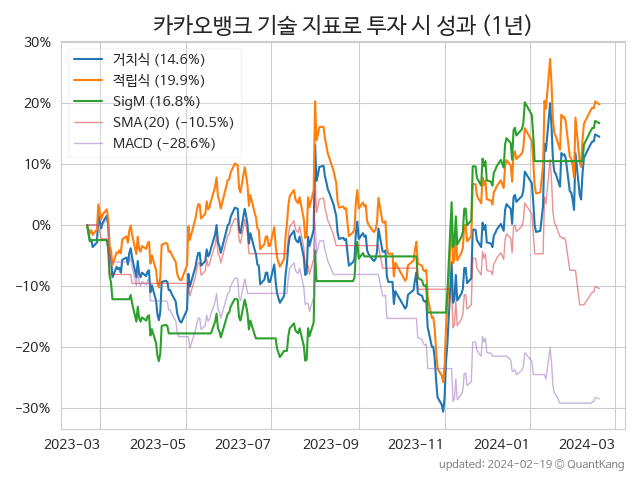 카카오뱅크 기술 지표로 투자 시 성과 (1년)
거치식 (14.6%)
적립식 (19.9%)
SigM (16.8%)
SMA(20) (−10.5%)
MACD (−28.6%)
30%
20%
10%
0%
−10%
−20%
−30%
2023-03 2023-05 2023-07 2023-09 2023-11 2024-01 2024-03
updated: 2024-02-19 ⓒ QuantKang